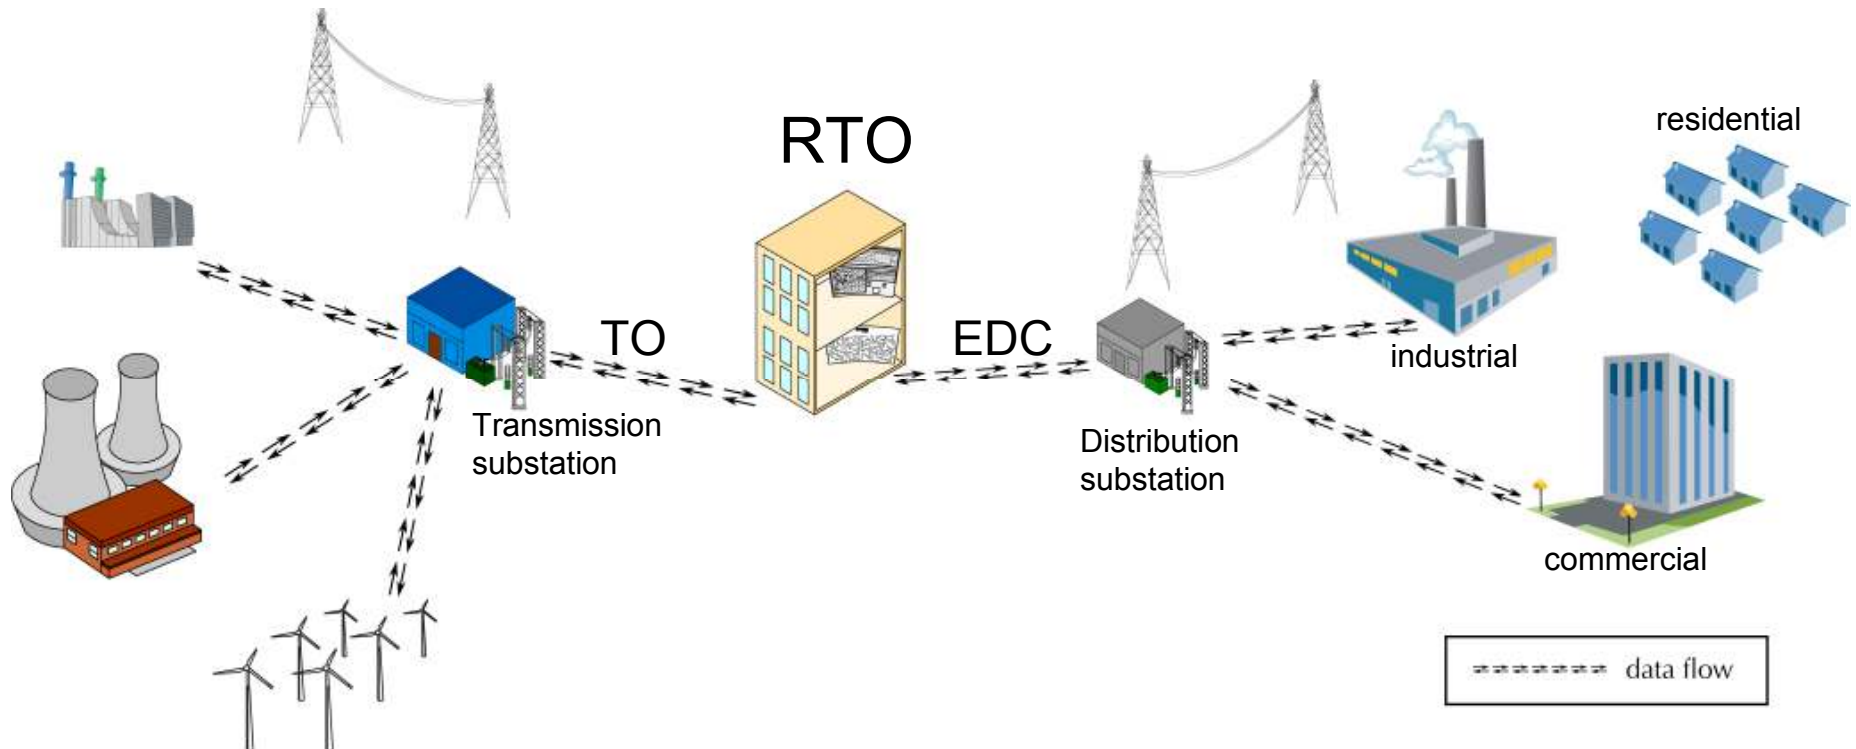 RTO
residential
TO
EDC
industrial
Transmission
substation
Distribution
substation
commercial
data flow